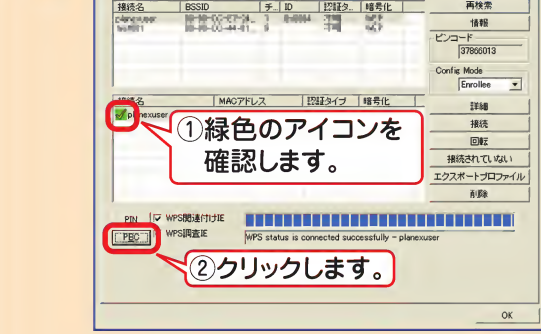 接続名 BSSID チ... ID 認証タ... 暗号化
再検索
情報
ピンコード
37866013
Config Mode
Enrollee
接続名 MACアドレス 認証タイプ 暗号化
planexuser
①緑色のアイコンを
確認します。
詳細
接続
回転
接続されていない
エクスポートプロファイル
削除
PIN WPS関連付けIE
PBC WPS調査IE
WPS status is connected successfully - planexuser
②クリックします。
OK